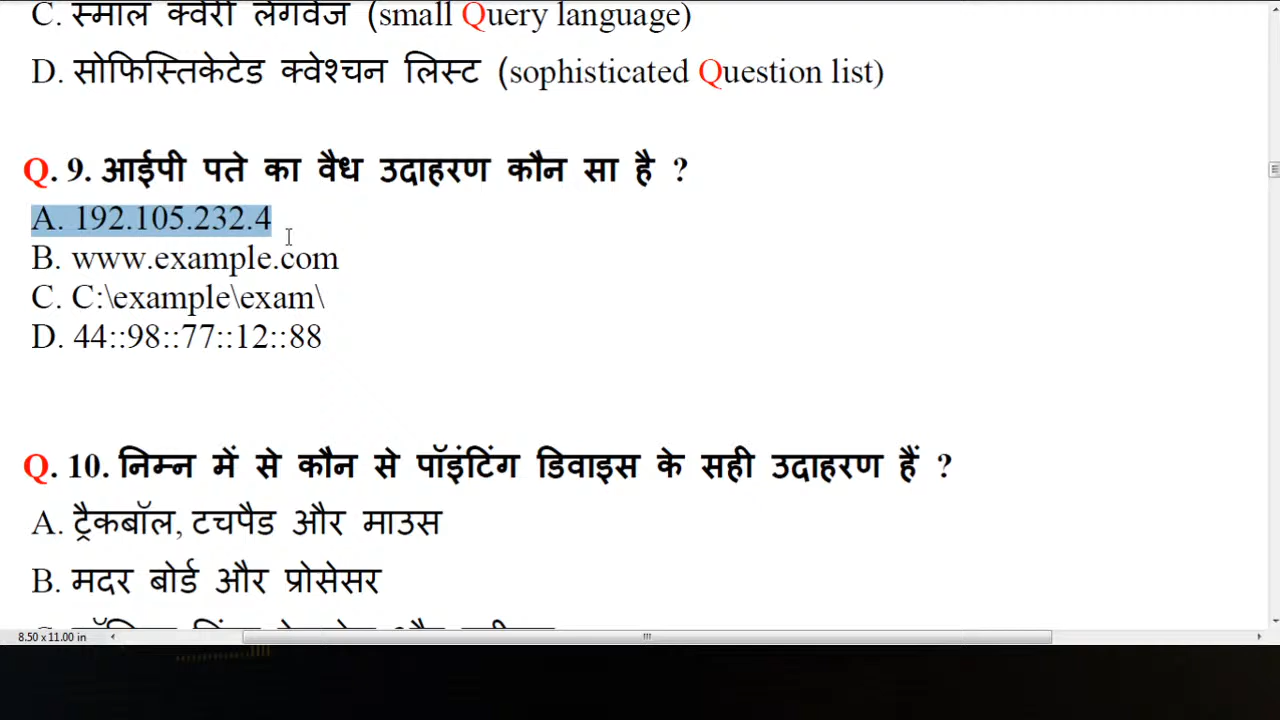 C. स्माल क्वेरी लैंगवेज (small Query language)
D. सोफिस्तिकेटेड क्वेश्चन लिस्ट (sophisticated Question list)
Q. 9. आईपी पते का वैध उदाहरण कौन सा है ?
A. 192.105.232.4
B. www.example.com
C. C:\example\exam\
D. 44::98::77::12::88
Q. 10. निम्न में से कौन से पॉइंटिंग डिवाइस के सही उदाहरण हैं ?
A. ट्रैकबॉल, टचपैड और माउस
B. मदर बोर्ड और प्रोसेसर
8.50 x 11.00 in